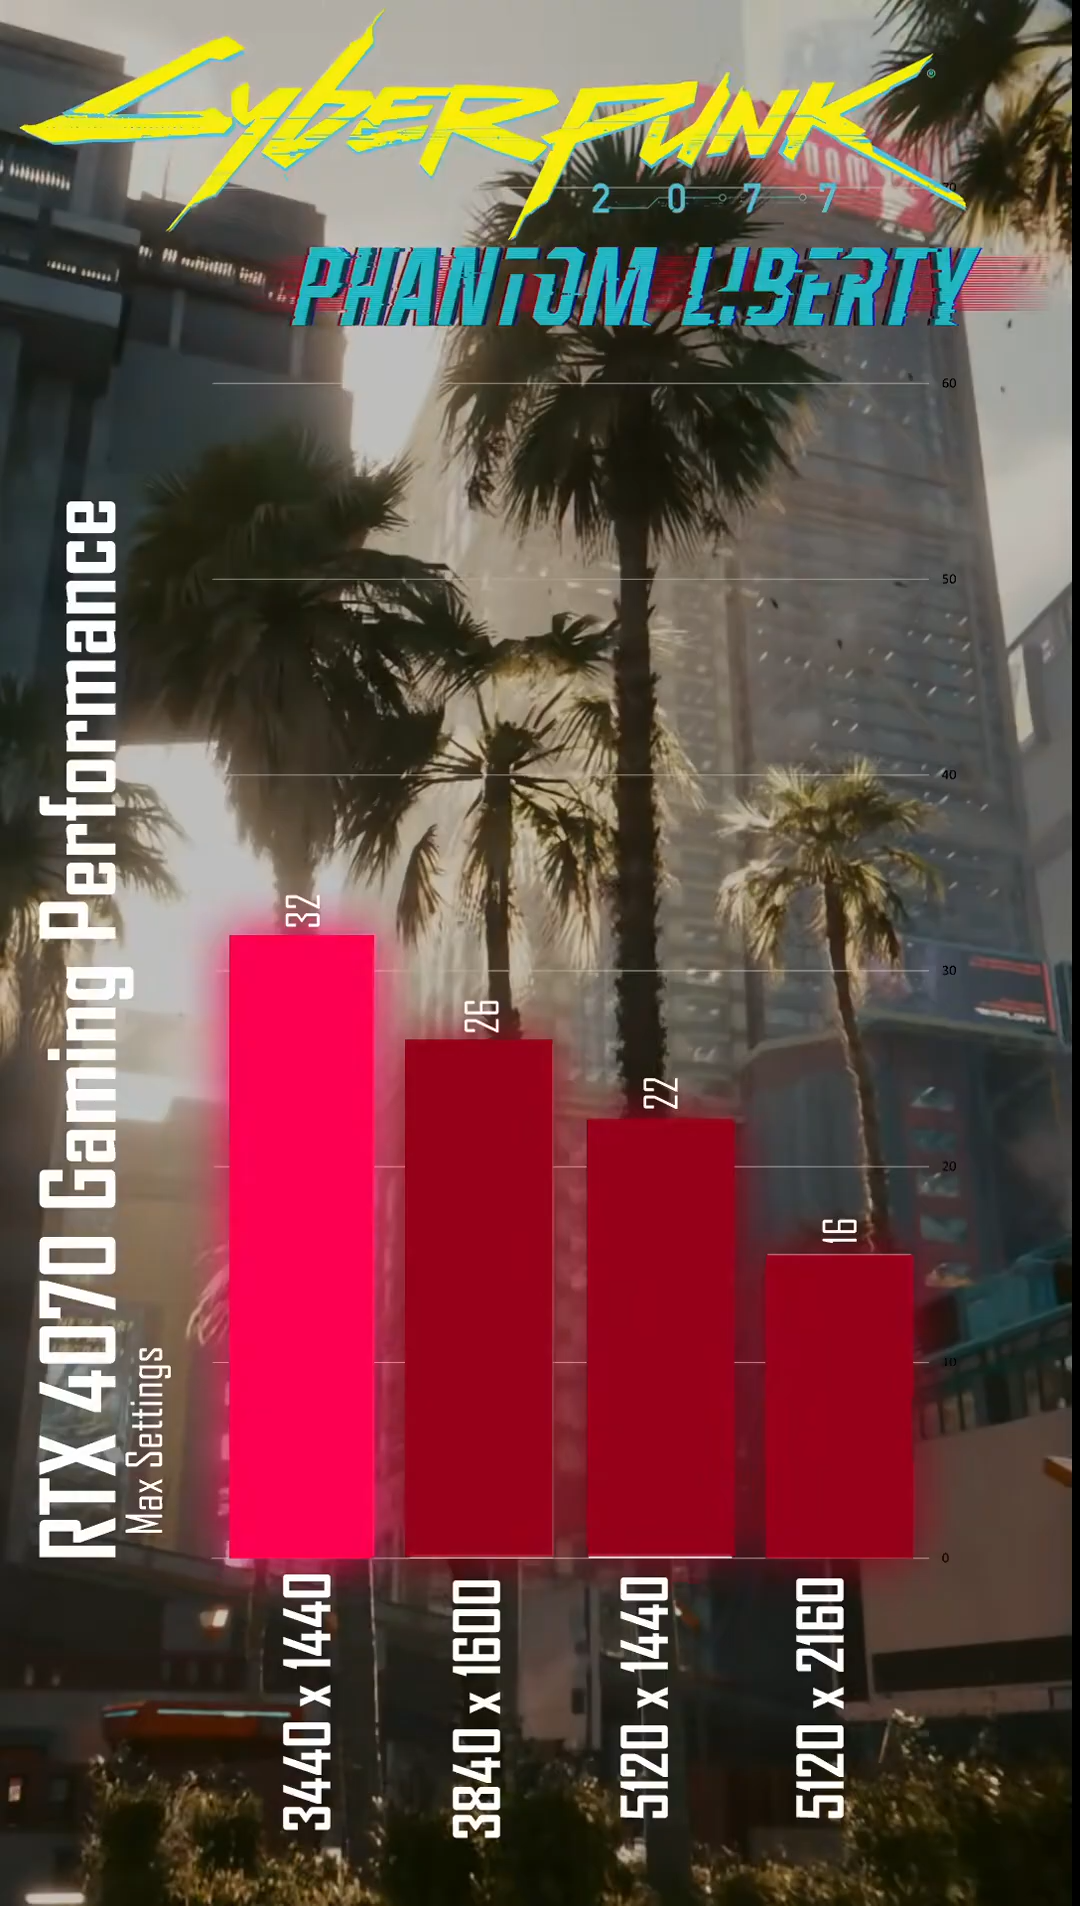 CYBERPUNK
2077
PHANTOM LIBERTY
RTX 4070 Gaming Performance
Max Settings
70
60
50
40
30
20
10
0
32
26
22
16
3440 x 1440
3840 x 1600
5120 x 1440
5120 x 2160